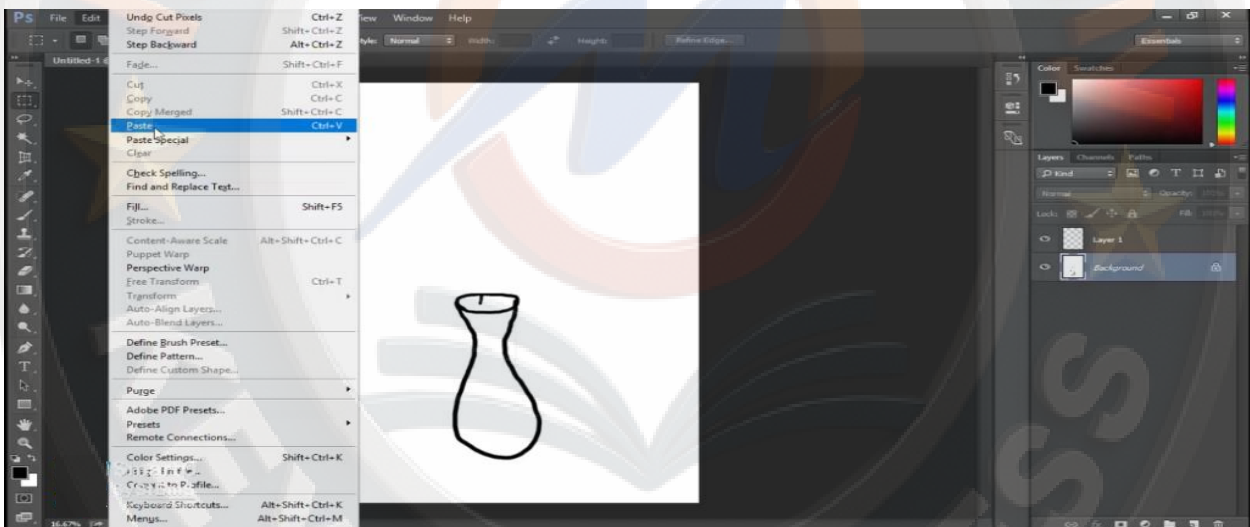 Ps File Edit View Window Help
Style: Normal Width: Height: Refine Edge... Essentials
Untitled-1 @
Undo Cut Pixels Ctrl+Z
Step Forward Shift+Ctrl+Z
Step Backward Alt+Ctrl+Z
Fade... Shift+Ctrl+F
Cut Ctrl+X
Copy Ctrl+C
Copy Merged Shift+Ctrl+C
Paste Ctrl+V
Paste Special
Clear
Check Spelling...
Find and Replace Text...
Fill... Shift+F5
Stroke...
Content-Aware Scale Alt+Shift+Ctrl+C
Puppet Warp
Perspective Warp
Free Transform Ctrl+T
Transform
Auto-Align Layers...
Auto-Blend Layers...
Define Brush Preset...
Define Pattern...
Define Custom Shape...
Purge
Adobe PDF Presets...
Presets
Remote Connections...
Color Settings... Shift+Ctrl+K
Convert to Profile...
Keyboard Shortcuts... Alt+Shift+Ctrl+K
Menus... Alt+Shift+Ctrl+M
16.67%
Color Swatches
Layers Channels Paths
Kind
Normal Opacity: 100%
Lock: Fill: 100%
Layer 1
Background